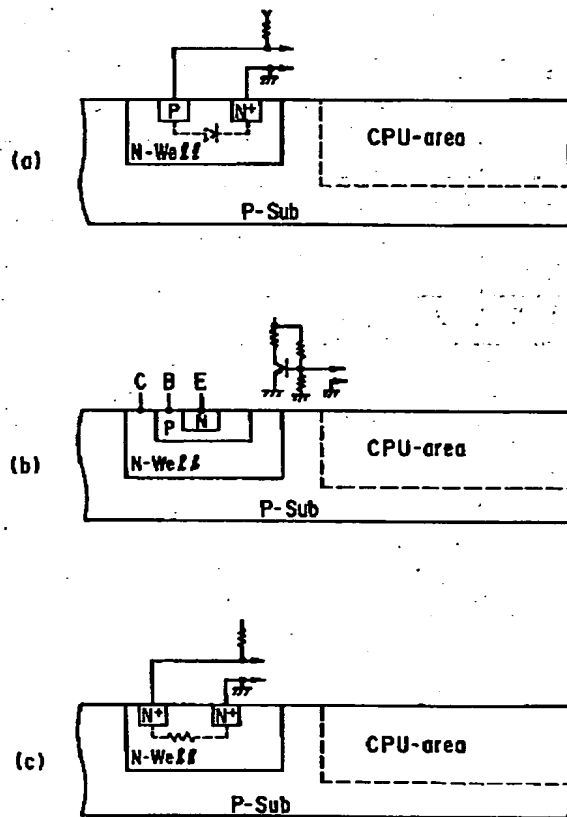 P N+
(a) N-Well CPU-area
P-Sub
C B E
P N
(b) N-Well CPU-area
P-Sub
N+ N+
(c) N-Well CPU-area
P-Sub